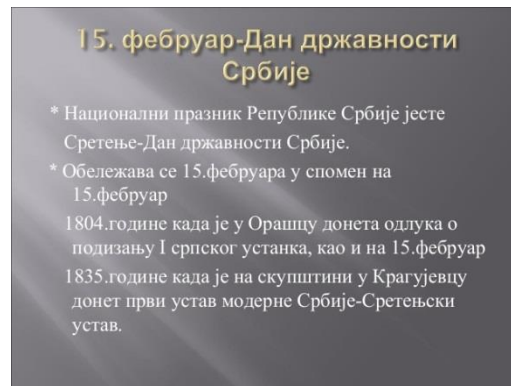 15. фебруар-Дан државности
Србије
* Национални празник Републике Србије јесте
Сретење-Дан државности Србије.
* Обележава се 15.фебруара у спомен на
15.фебруар
1804.године када је у Орашцу донета одлука о
подизању I српског устанка, као и на 15.фебруар
1835.године када је на скупштини у Крагујевцу
донет први устав модерне Србије-Сретењски
устав.